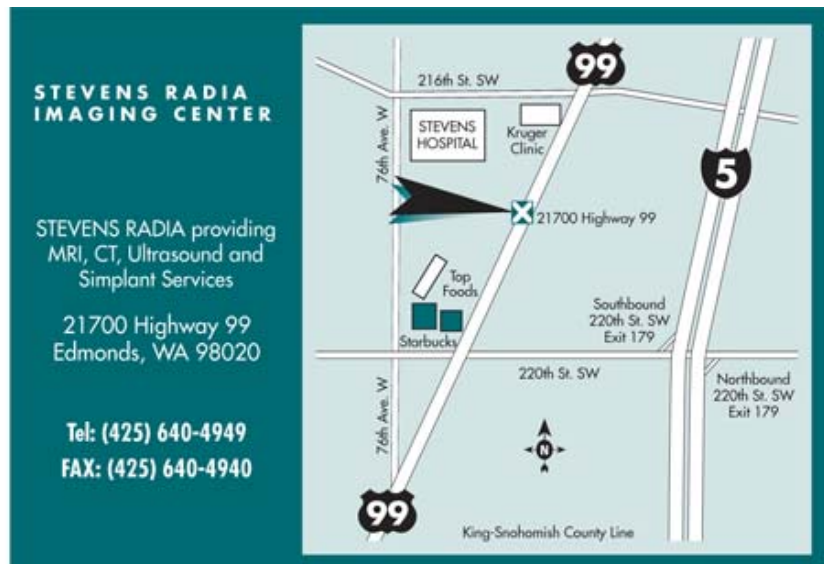 STEVENS RADIA
IMAGING CENTER
STEVENS RADIA providing
MRI, CT, Ultrasound and
Simplant Services
21700 Highway 99
Edmonds, WA 98020
Tel: (425) 640-4949
FAX: (425) 640-4940
99
216th St. SW
76th Ave. W
STEVENS
HOSPITAL
Kruger
Clinic
5
21700 Highway 99
Top
Foods
Starbucks
Southbound
220th St. SW
Exit 179
220th St. SW
Northbound
220th St. SW
Exit 179
76th Ave. W
N
99
King-Snohomish County Line